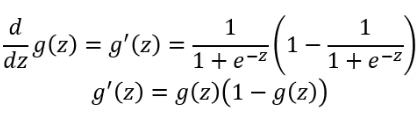 d/dz g(z) = g′(z) = 1/(1 + e⁻ᶻ) (1 − 1/(1 + e⁻ᶻ))
g′(z) = g(z)(1 − g(z))